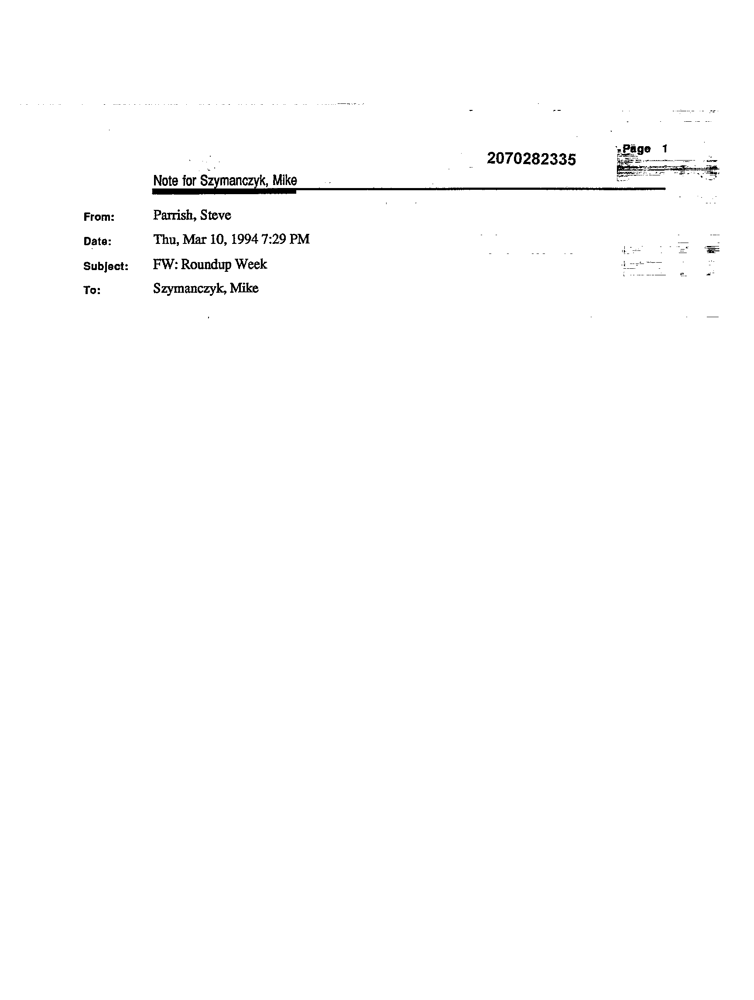 2070282335
Page 1
Note for Szymanczyk, Mike
From: Parrish, Steve
Date: Thu, Mar 10, 1994 7:29 PM
Subject: FW: Roundup Week
To: Szymanczyk, Mike